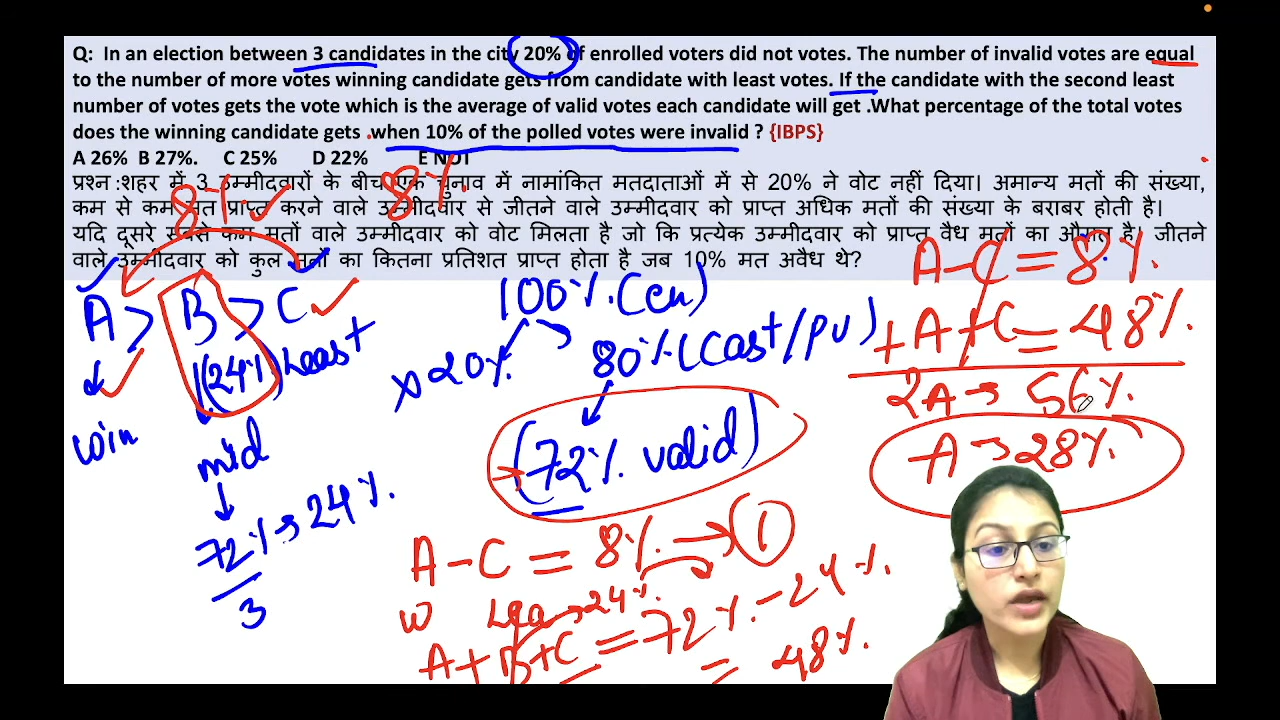 Q: In an election between 3 candidates in the city 20% of enrolled voters did not votes. The number of invalid votes are equal
to the number of more votes winning candidate gets from candidate with least votes. If the candidate with the second least
number of votes gets the vote which is the average of valid votes each candidate will get .What percentage of the total votes
does the winning candidate gets .when 10% of the polled votes were invalid ? {IBPS}
A 26% B 27%. C 25% D 22% E NOT
प्रश्न :शहर में 3 उम्मीदवारों के बीच एक चुनाव में नामांकित मतदाताओं में से 20% ने वोट नहीं दिया। अमान्य मतों की संख्या,
कम से कम मत प्राप्त करने वाले उम्मीदवार से जीतने वाले उम्मीदवार को प्राप्त अधिक मतों की संख्या के बराबर होती है।
यदि दूसरे सबसे कम मतों वाले उम्मीदवार को वोट मिलता है जो कि प्रत्येक उम्मीदवार को प्राप्त वैध मतों का औसत है। जीतने
वाले उम्मीदवार को कुल मतों का कितना प्रतिशत प्राप्त होता है जब 10% मत अवैध थे?
8% 8%
A > B > C
(24%) Least
win
mid
72% → 24%
3
100% (en)
x 20% 80% (Cast/pv)
(72% valid)
A - C = 8% → 1
w Lea → 24%
A + B + C = 72% - 24%
= 48%
A - C = 8%
+ A + C = 48%
2A → 56%
A → 28%